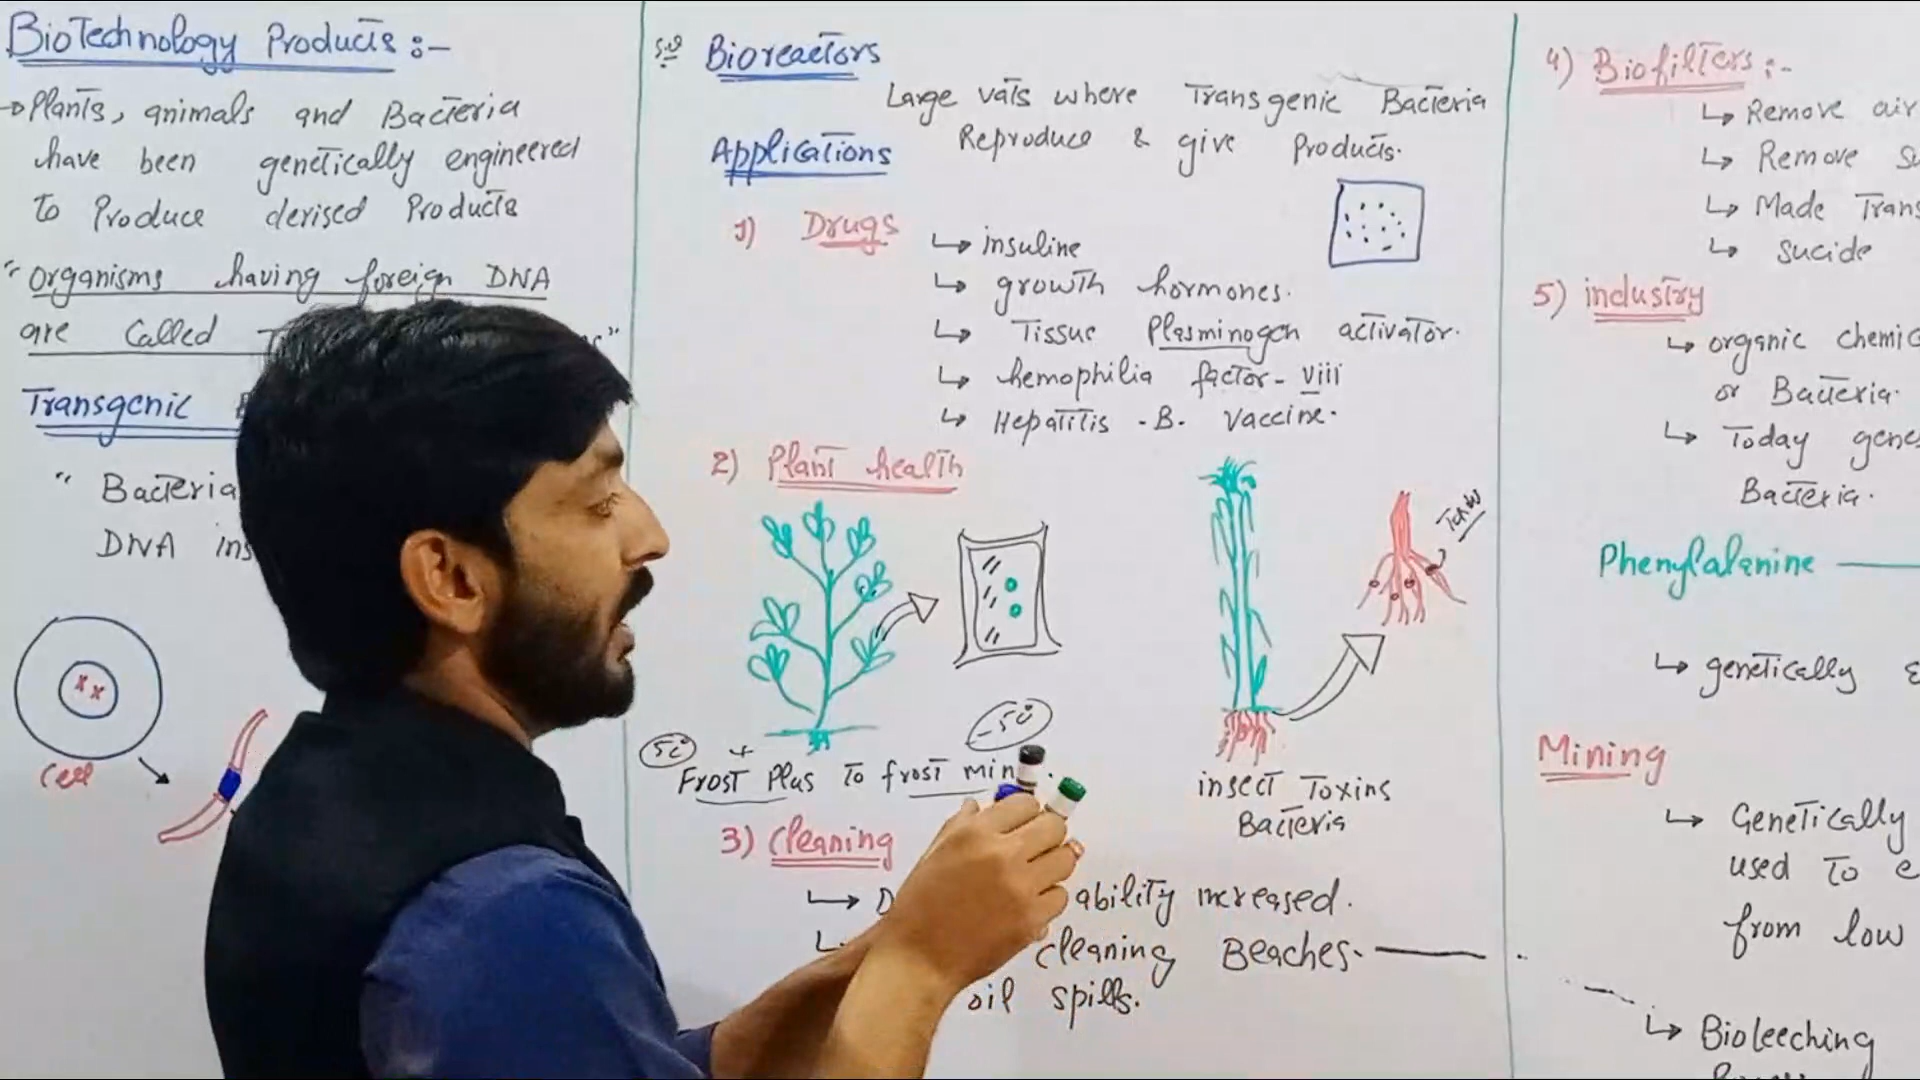 BioTechnology Products:-
→ Plants, animals and Bacteria
have been genetically engineered
to Produce derised Products
"organisms having foreign DNA
are called
Transgenic
" Bacteria
DNA ins
Cell
Bioreactors
Large vats where Transgenic Bacteria
Reproduce & give Products.
Applications
1) Drugs
↳ insuline
↳ growth hormones.
↳ Tissue Plasminogen activator.
↳ hemophilia factor - viii
↳ Hepatitis - B. vaccine.
2) Plant health
-5c
5c
+
Frost Plus to frost min
insect Toxins
Bacteria
3) Cleaning
ability increased.
cleaning Beaches.
oil spills.
4) Biofilters:-
↳ Remove air
↳ Remove su
↳ Made Trans
↳ sucide
5) industry
↳ organic chemic
or Bacteria.
↳ Today gene
Bacteria.
Phenylalanine
↳ genetically
Mining
↳ Genetically
used to e
from low
↳ Bioleeching